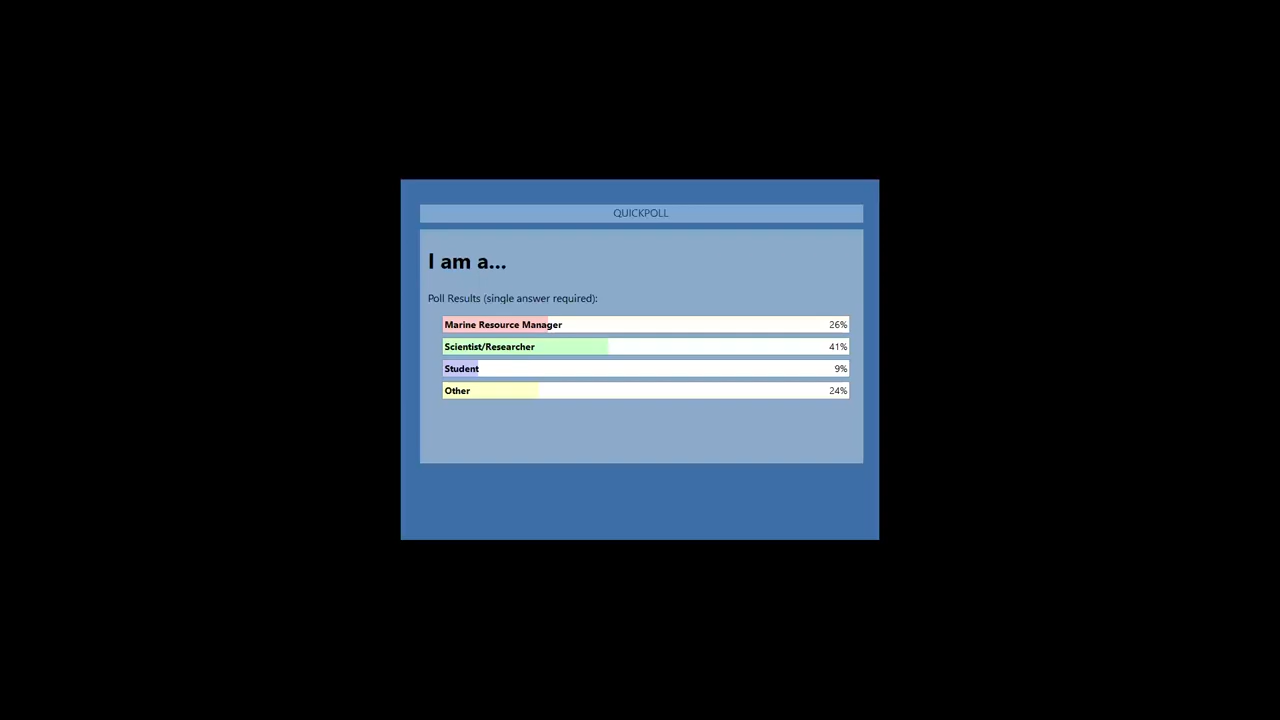 QUICKPOLL
I am a...
Poll Results (single answer required):
Marine Resource Manager 26%
Scientist/Researcher 41%
Student 9%
Other 24%